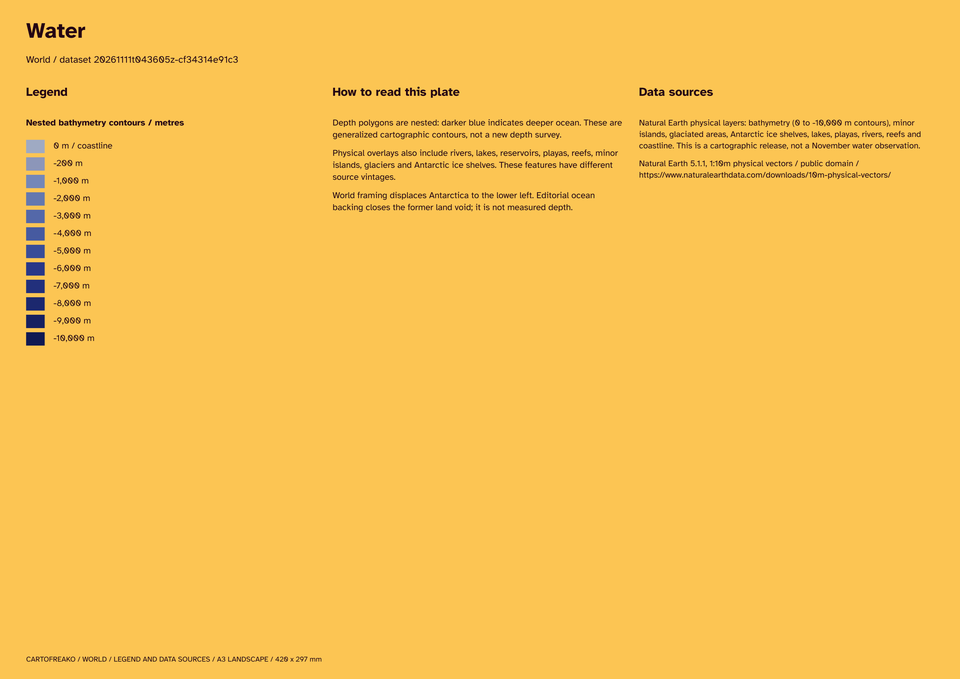 Water
World / dataset 20261111t043605z-cf34314e91c3
Legend
Nested bathymetry contours / metres
0 m / coastline
-200 m
-1,000 m
-2,000 m
-3,000 m
-4,000 m
-5,000 m
-6,000 m
-7,000 m
-8,000 m
-9,000 m
-10,000 m
How to read this plate
Depth polygons are nested: darker blue indicates deeper ocean. These are
generalized cartographic contours, not a new depth survey.
Physical overlays also include rivers, lakes, reservoirs, playas, reefs, minor
islands, glaciers and Antarctic ice shelves. These features have different
source vintages.
World framing displaces Antarctica to the lower left. Editorial ocean
backing closes the former land void; it is not measured depth.
Data sources
Natural Earth physical layers: bathymetry (0 to -10,000 m contours), minor
islands, glaciated areas, Antarctic ice shelves, lakes, playas, rivers, reefs and
coastline. This is a cartographic release, not a November water observation.
Natural Earth 5.1.1, 1:10m physical vectors / public domain /
https://www.naturalearthdata.com/downloads/10m-physical-vectors/
CARTOFREAKO / WORLD / LEGEND AND DATA SOURCES / A3 LANDSCAPE / 420 x 297 mm